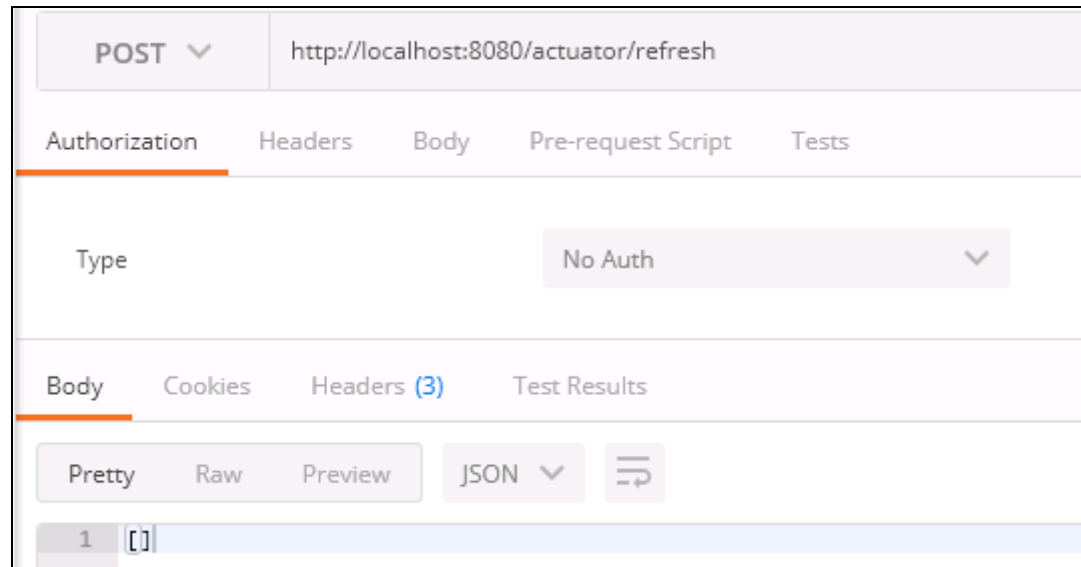 POST http://localhost:8080/actuator/refresh
Authorization Headers Body Pre-request Script Tests
Type No Auth
Body Cookies Headers (3) Test Results
Pretty Raw Preview JSON
1 []